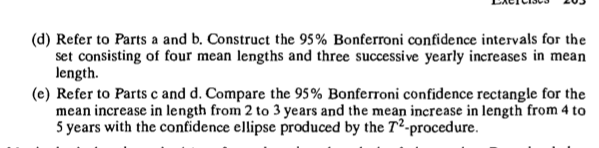 Exercises 265
(d) Refer to Parts a and b. Construct the 95% Bonferroni confidence intervals for the
set consisting of four mean lengths and three successive yearly increases in mean
length.
(e) Refer to Parts c and d. Compare the 95% Bonferroni confidence rectangle for the
mean increase in length from 2 to 3 years and the mean increase in length from 4 to
5 years with the confidence ellipse produced by the T²-procedure.